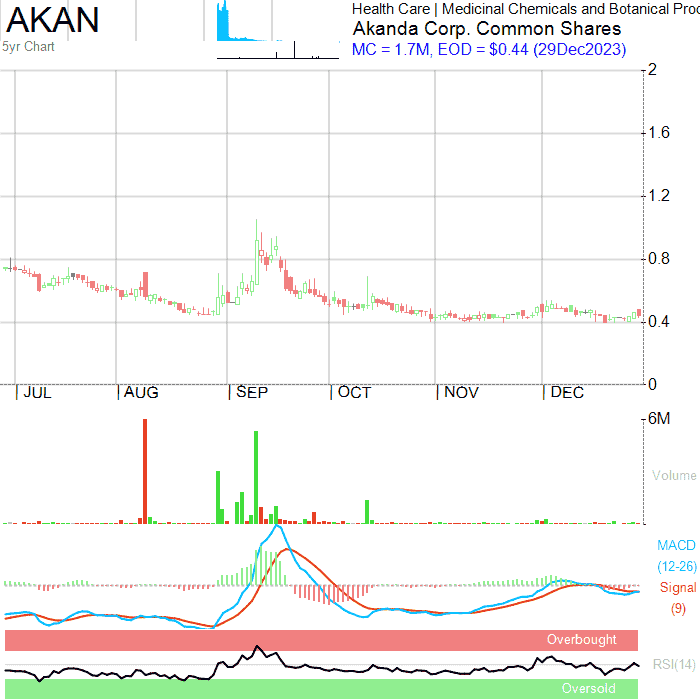 AKAN
5yr Chart
Health Care | Medicinal Chemicals and Botanical Proc
Akanda Corp. Common Shares
MC = 1.7M, EOD = $0.44 (29Dec2023)
2
1.6
1.2
0.8
0.4
0
| JUL | AUG | SEP | OCT | NOV | DEC
6M
Volume
MACD
(12-26)
Signal
(9)
Overbought
RSI(14)
Oversold